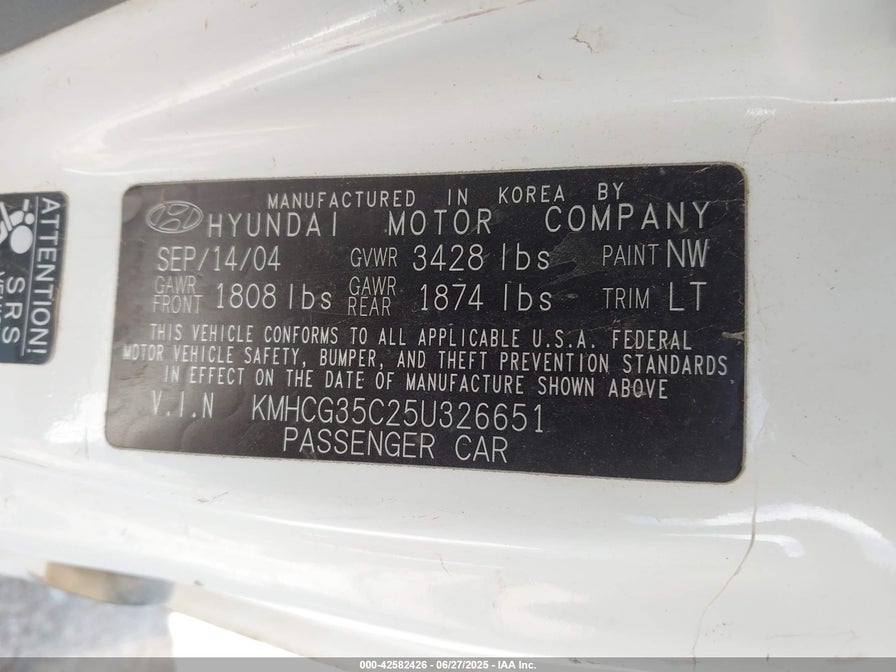 MANUFACTURED IN KOREA BY
HYUNDAI MOTOR COMPANY
SEP/14/04 GVWR 3428 lbs PAINT NW
GAWR FRONT 1808 lbs GAWR REAR 1874 lbs TRIM LT
THIS VEHICLE CONFORMS TO ALL APPLICABLE U.S.A. FEDERAL
MOTOR VEHICLE SAFETY, BUMPER, AND THEFT PREVENTION STANDARDS
IN EFFECT ON THE DATE OF MANUFACTURE SHOWN ABOVE
V.I.N KMHCG35C25U326651
PASSENGER CAR
ATTENTION!
SRS
000-42582426 - 06/27/2025 - IAA Inc.